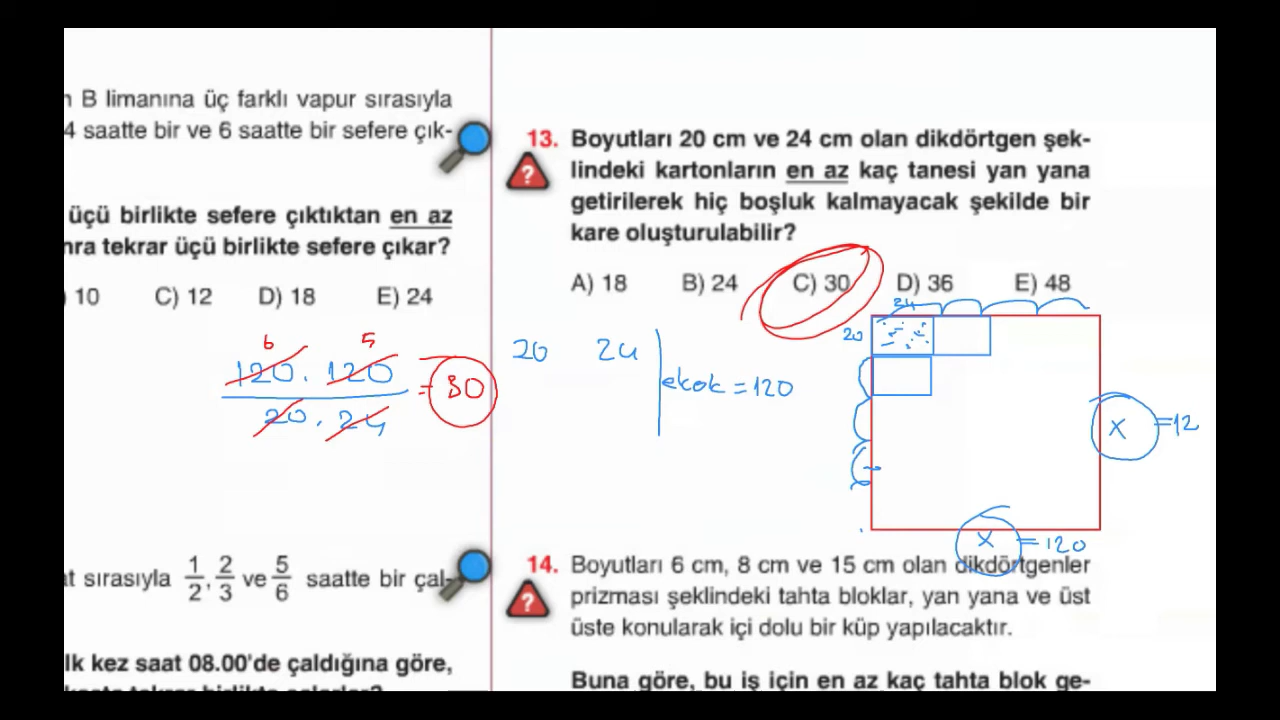 n B limanına üç farklı vapur sırasıyla
4 saatte bir ve 6 saatte bir sefere çık-
üçü birlikte sefere çıktıktan en az
nra tekrar üçü birlikte sefere çıkar?
) 10 C) 12 D) 18 E) 24
6 5
120 . 120
20 . 24
= 30
at sırasıyla 1/2, 2/3 ve 5/6 saatte bir çal-
lk kez saat 08.00'de çaldığına göre,
13. Boyutları 20 cm ve 24 cm olan dikdörtgen şek-
lindeki kartonların en az kaç tanesi yan yana
getirilerek hiç boşluk kalmayacak şekilde bir
kare oluşturulabilir?
A) 18 B) 24 C) 30 D) 36 E) 48
20 24
ekok = 120
24
20
x = 12
x = 120
14. Boyutları 6 cm, 8 cm ve 15 cm olan dikdörtgenler
prizması şeklindeki tahta bloklar, yan yana ve üst
üste konularak içi dolu bir küp yapılacaktır.
Buna göre, bu iş için en az kaç tahta blok ge-